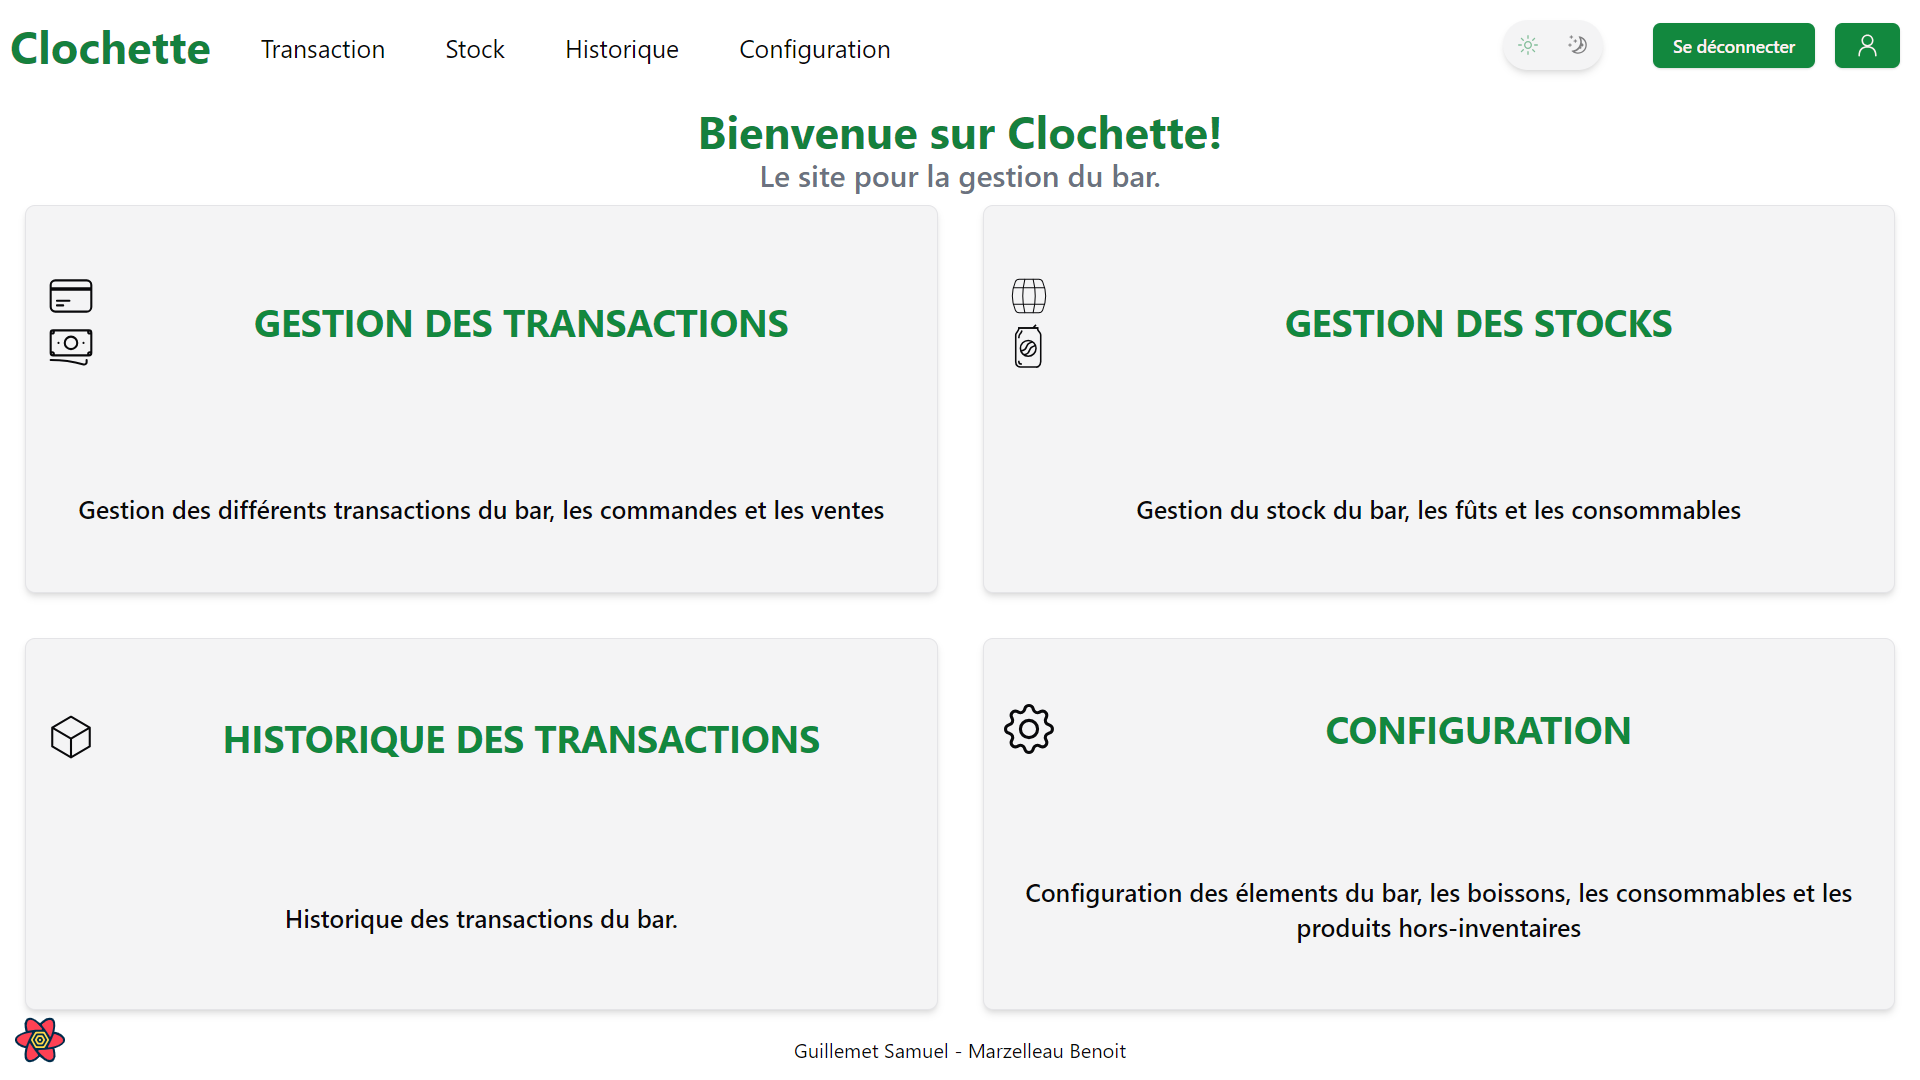 Clochette
Transaction
Stock
Historique
Configuration
Se déconnecter
Bienvenue sur Clochette!
Le site pour la gestion du bar.
GESTION DES TRANSACTIONS
Gestion des différents transactions du bar, les commandes et les ventes
GESTION DES STOCKS
Gestion du stock du bar, les fûts et les consommables
HISTORIQUE DES TRANSACTIONS
Historique des transactions du bar.
CONFIGURATION
Configuration des élements du bar, les boissons, les consommables et les
produits hors-inventaires
Guillemet Samuel - Marzelleau Benoit